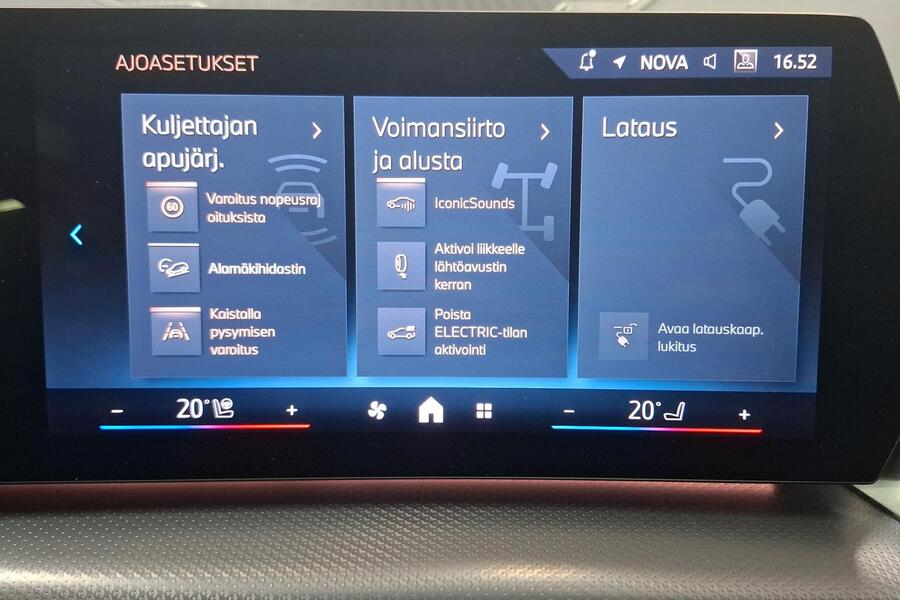 AJOASETUKSET
NOVA
16.52
Kuljettajan
apujärj.
60
Varoitus nopeusraj
oituksista
Alamäkihidastin
Kaistalla
pysymisen
varoitus
Voimansiirto
ja alusta
IconicSounds
Aktivoi liikkeelle
lähtöavustin
kerran
Poista
ELECTRIC-tilan
aktivointi
Lataus
Avaa latauskaap.
lukitus
− 20° +
− 20° +